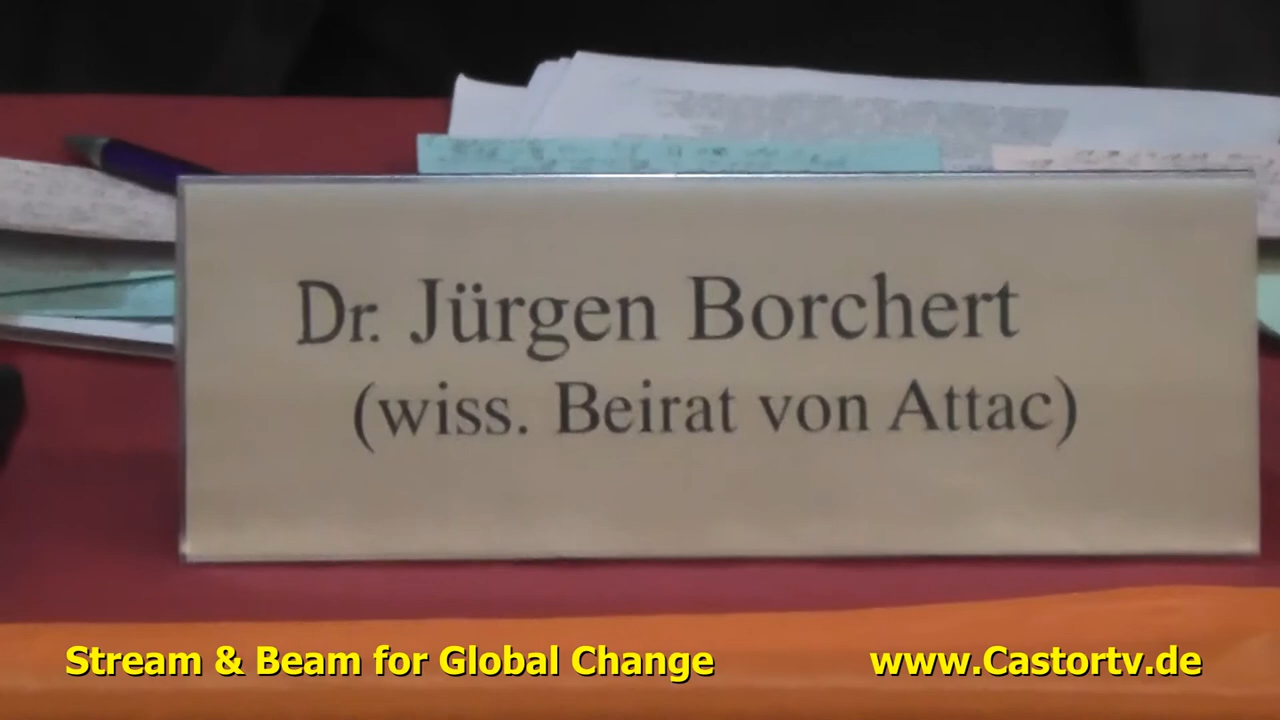 Dr. Jürgen Borchert
(wiss. Beirat von Attac)
Stream & Beam for Global Change
www.Castortv.de